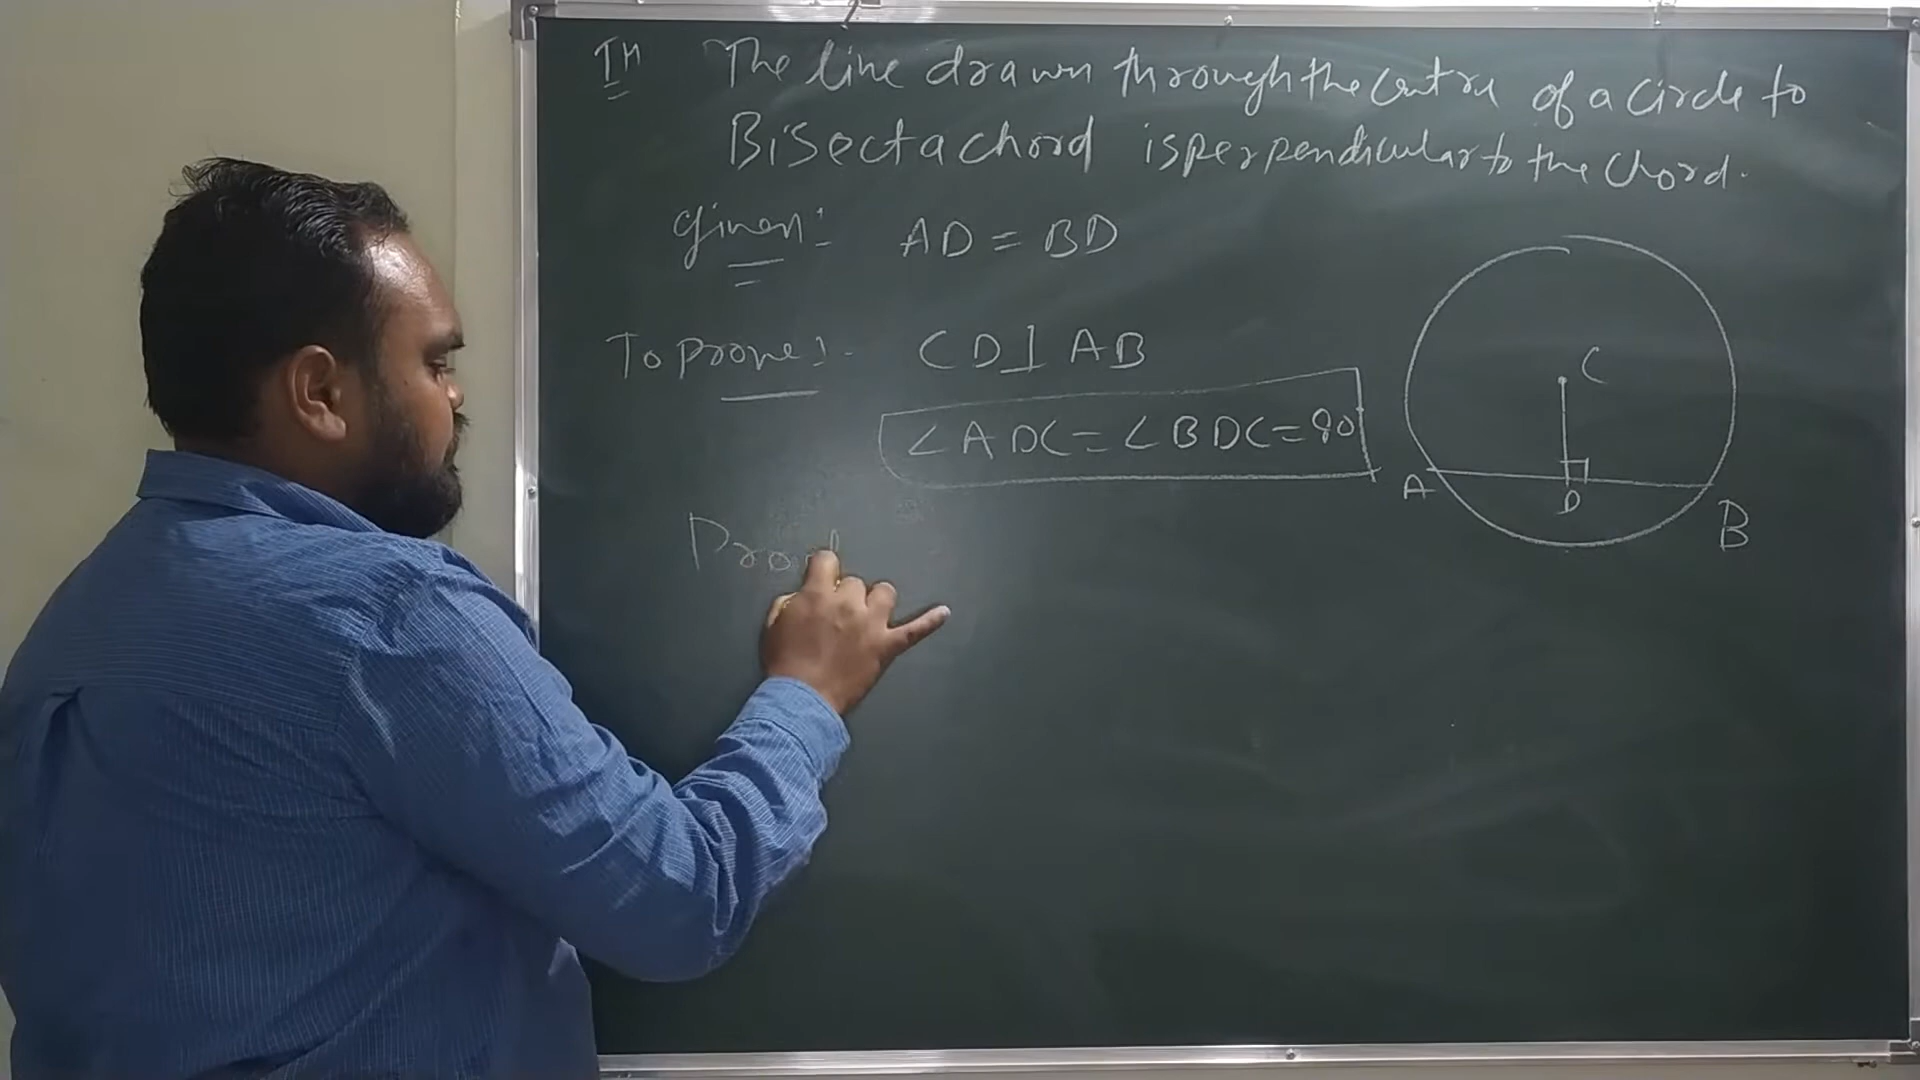 Th The line drawn through the centre of a circle to
Bisect a chord is perpendicular to the chord.
given: AD = BD
To prove:- CD⊥AB
∠ADC=∠BDC=90
C
A D B
Proof